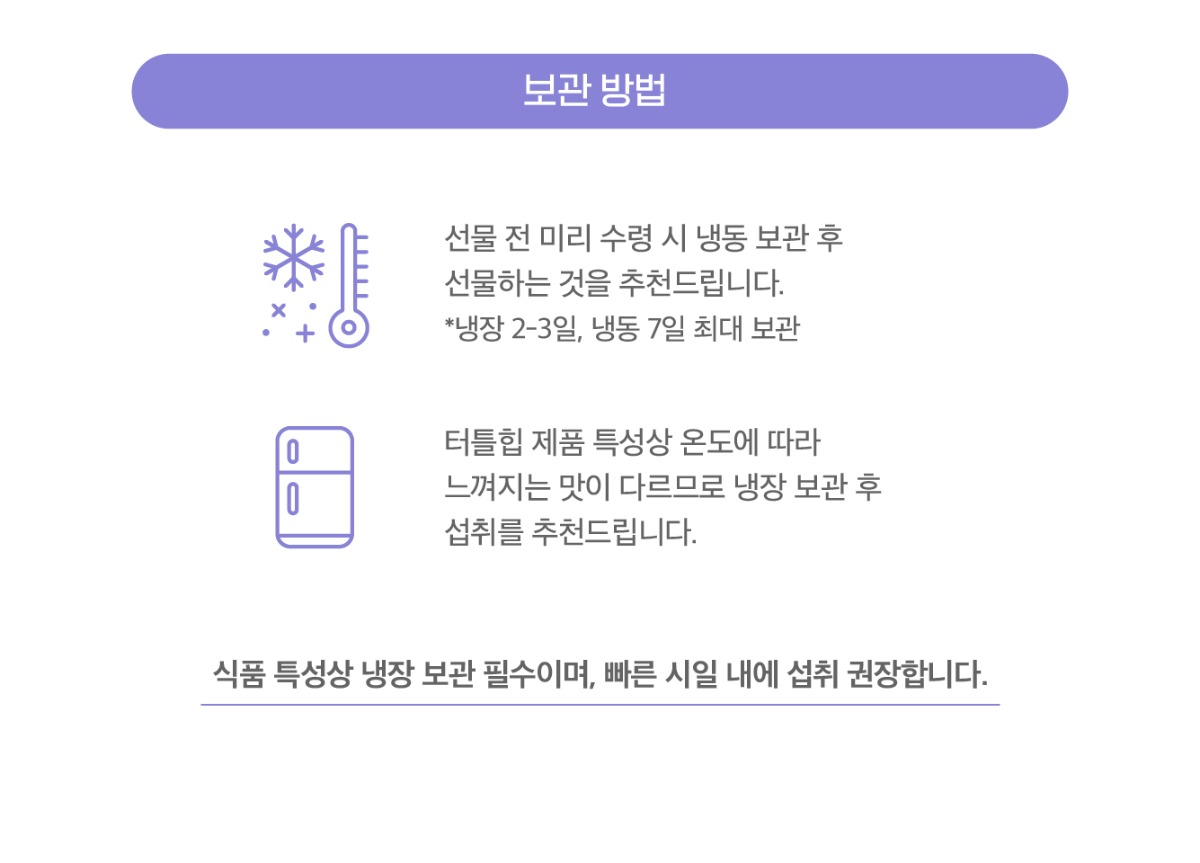 보관 방법
선물 전 미리 수령 시 냉동 보관 후
선물하는 것을 추천드립니다.
*냉장 2-3일, 냉동 7일 최대 보관
터틀힙 제품 특성상 온도에 따라
느껴지는 맛이 다르므로 냉장 보관 후
섭취를 추천드립니다.
식품 특성상 냉장 보관 필수이며, 빠른 시일 내에 섭취 권장합니다.